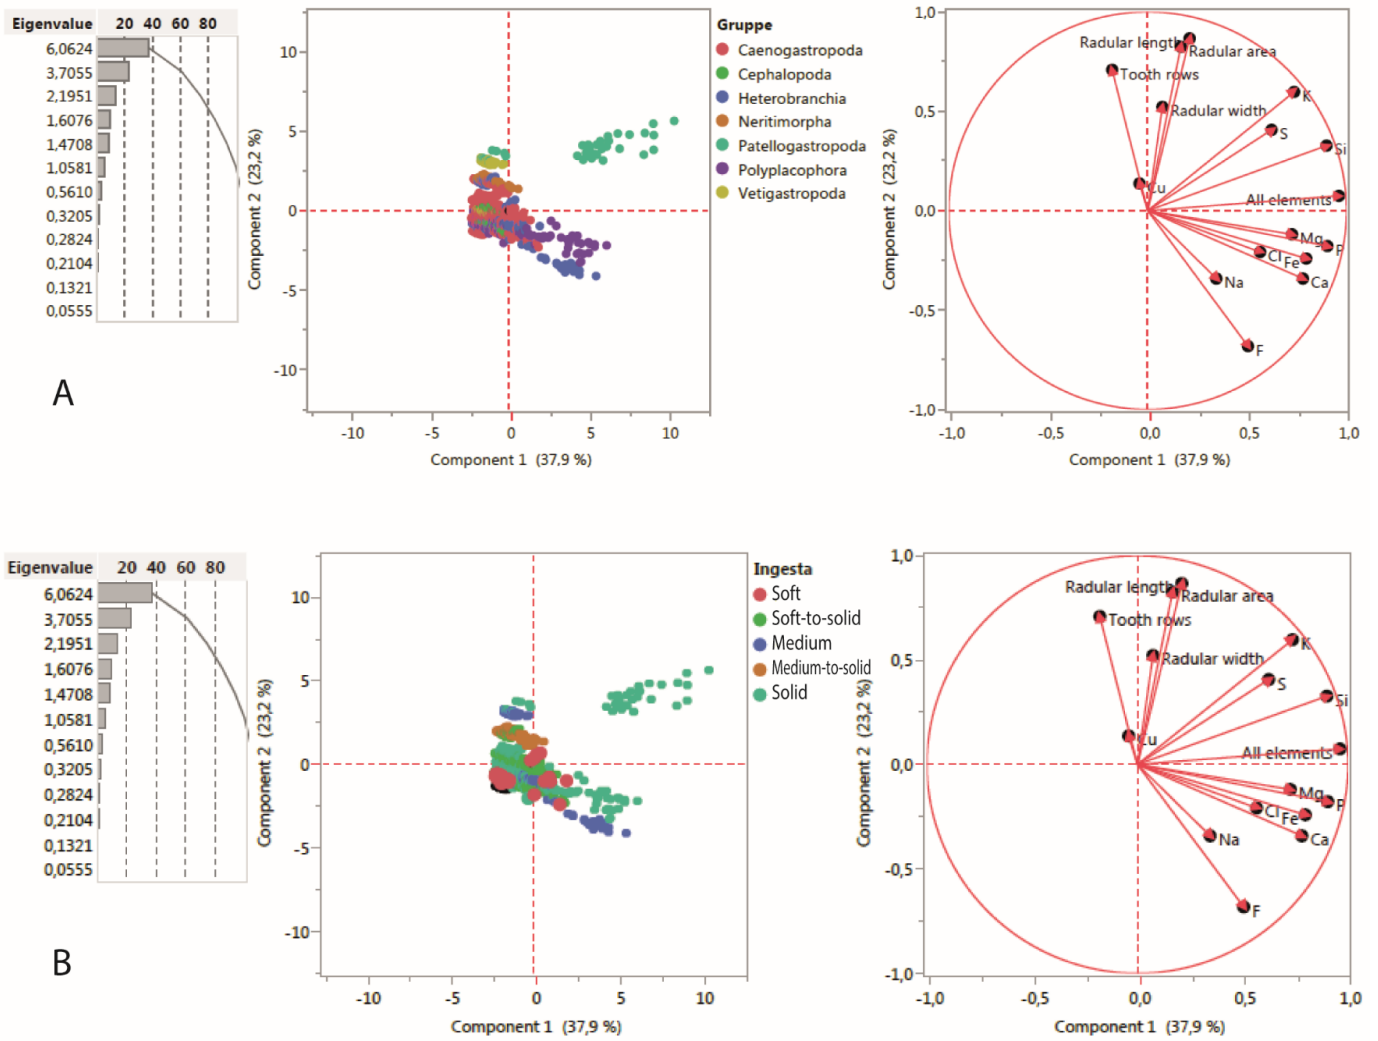 Eigenvalue 20 40 60 80
6,0624
3,7055
2,1951
1,6076
1,4708
1,0581
0,5610
0,3205
0,2824
0,2104
0,1321
0,0555
A
Component 2 (23,2 %)
10
5
0
-5
-10
-10 -5 0 5 10
Component 1 (37,9 %)
Gruppe
Caenogastropoda
Cephalopoda
Heterobranchia
Neritimorpha
Patellogastropoda
Polyplacophora
Vetigastropoda
Component 2 (23,2 %)
1,0
0,5
0,0
-0,5
-1,0
Radular length
Radular area
Tooth rows
K
Radular width
S
Si
Cu
All elements
Mg
P
Cl
Fe
Na
Ca
F
-1,0 -0,5 0,0 0,5 1,0
Component 1 (37,9 %)
Eigenvalue 20 40 60 80
6,0624
3,7055
2,1951
1,6076
1,4708
1,0581
0,5610
0,3205
0,2824
0,2104
0,1321
0,0555
B
Component 2 (23,2 %)
10
5
0
-5
-10
-10 -5 0 5 10
Component 1 (37,9 %)
Ingesta
Soft
Soft-to-solid
Medium
Medium-to-solid
Solid
Component 2 (23,2 %)
1,0
0,5
0,0
-0,5
-1,0
Radular length
Radular area
Tooth rows
K
Radular width
S
Si
Cu
All elements
Mg
P
Cl
Fe
Na
Ca
F
-1,0 -0,5 0,0 0,5 1,0
Component 1 (37,9 %)